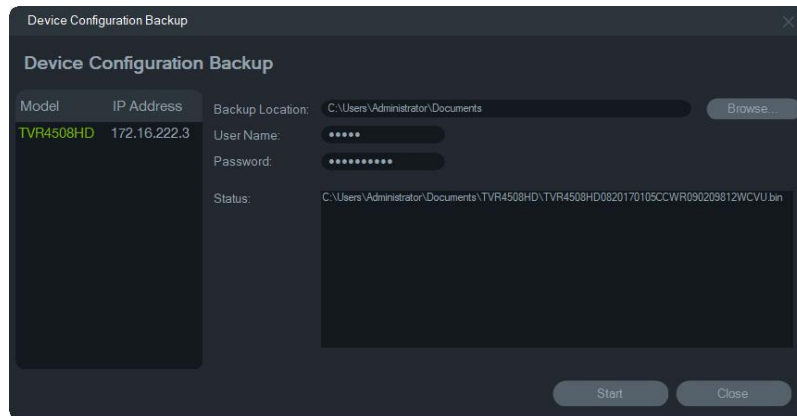 Device Configuration Backup
Device Configuration Backup
Model IP Address
TVR4508HD 172.16.222.3
Backup Location: C:\Users\Administrator\Documents Browse...
User Name: •••••
Password: ••••••••••
Status: C:\Users\Administrator\Documents\TVR4508HD\TVR4508HD0820170105CCWR090209812WCVU.bin
Start Close